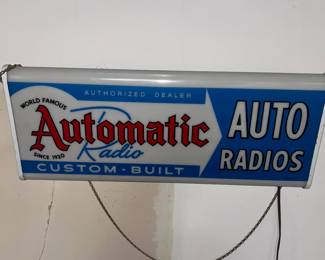 AUTHORIZED DEALER
WORLD FAMOUS
Automatic
Radio
SINCE 1920
CUSTOM-BUILT
AUTO
RADIOS